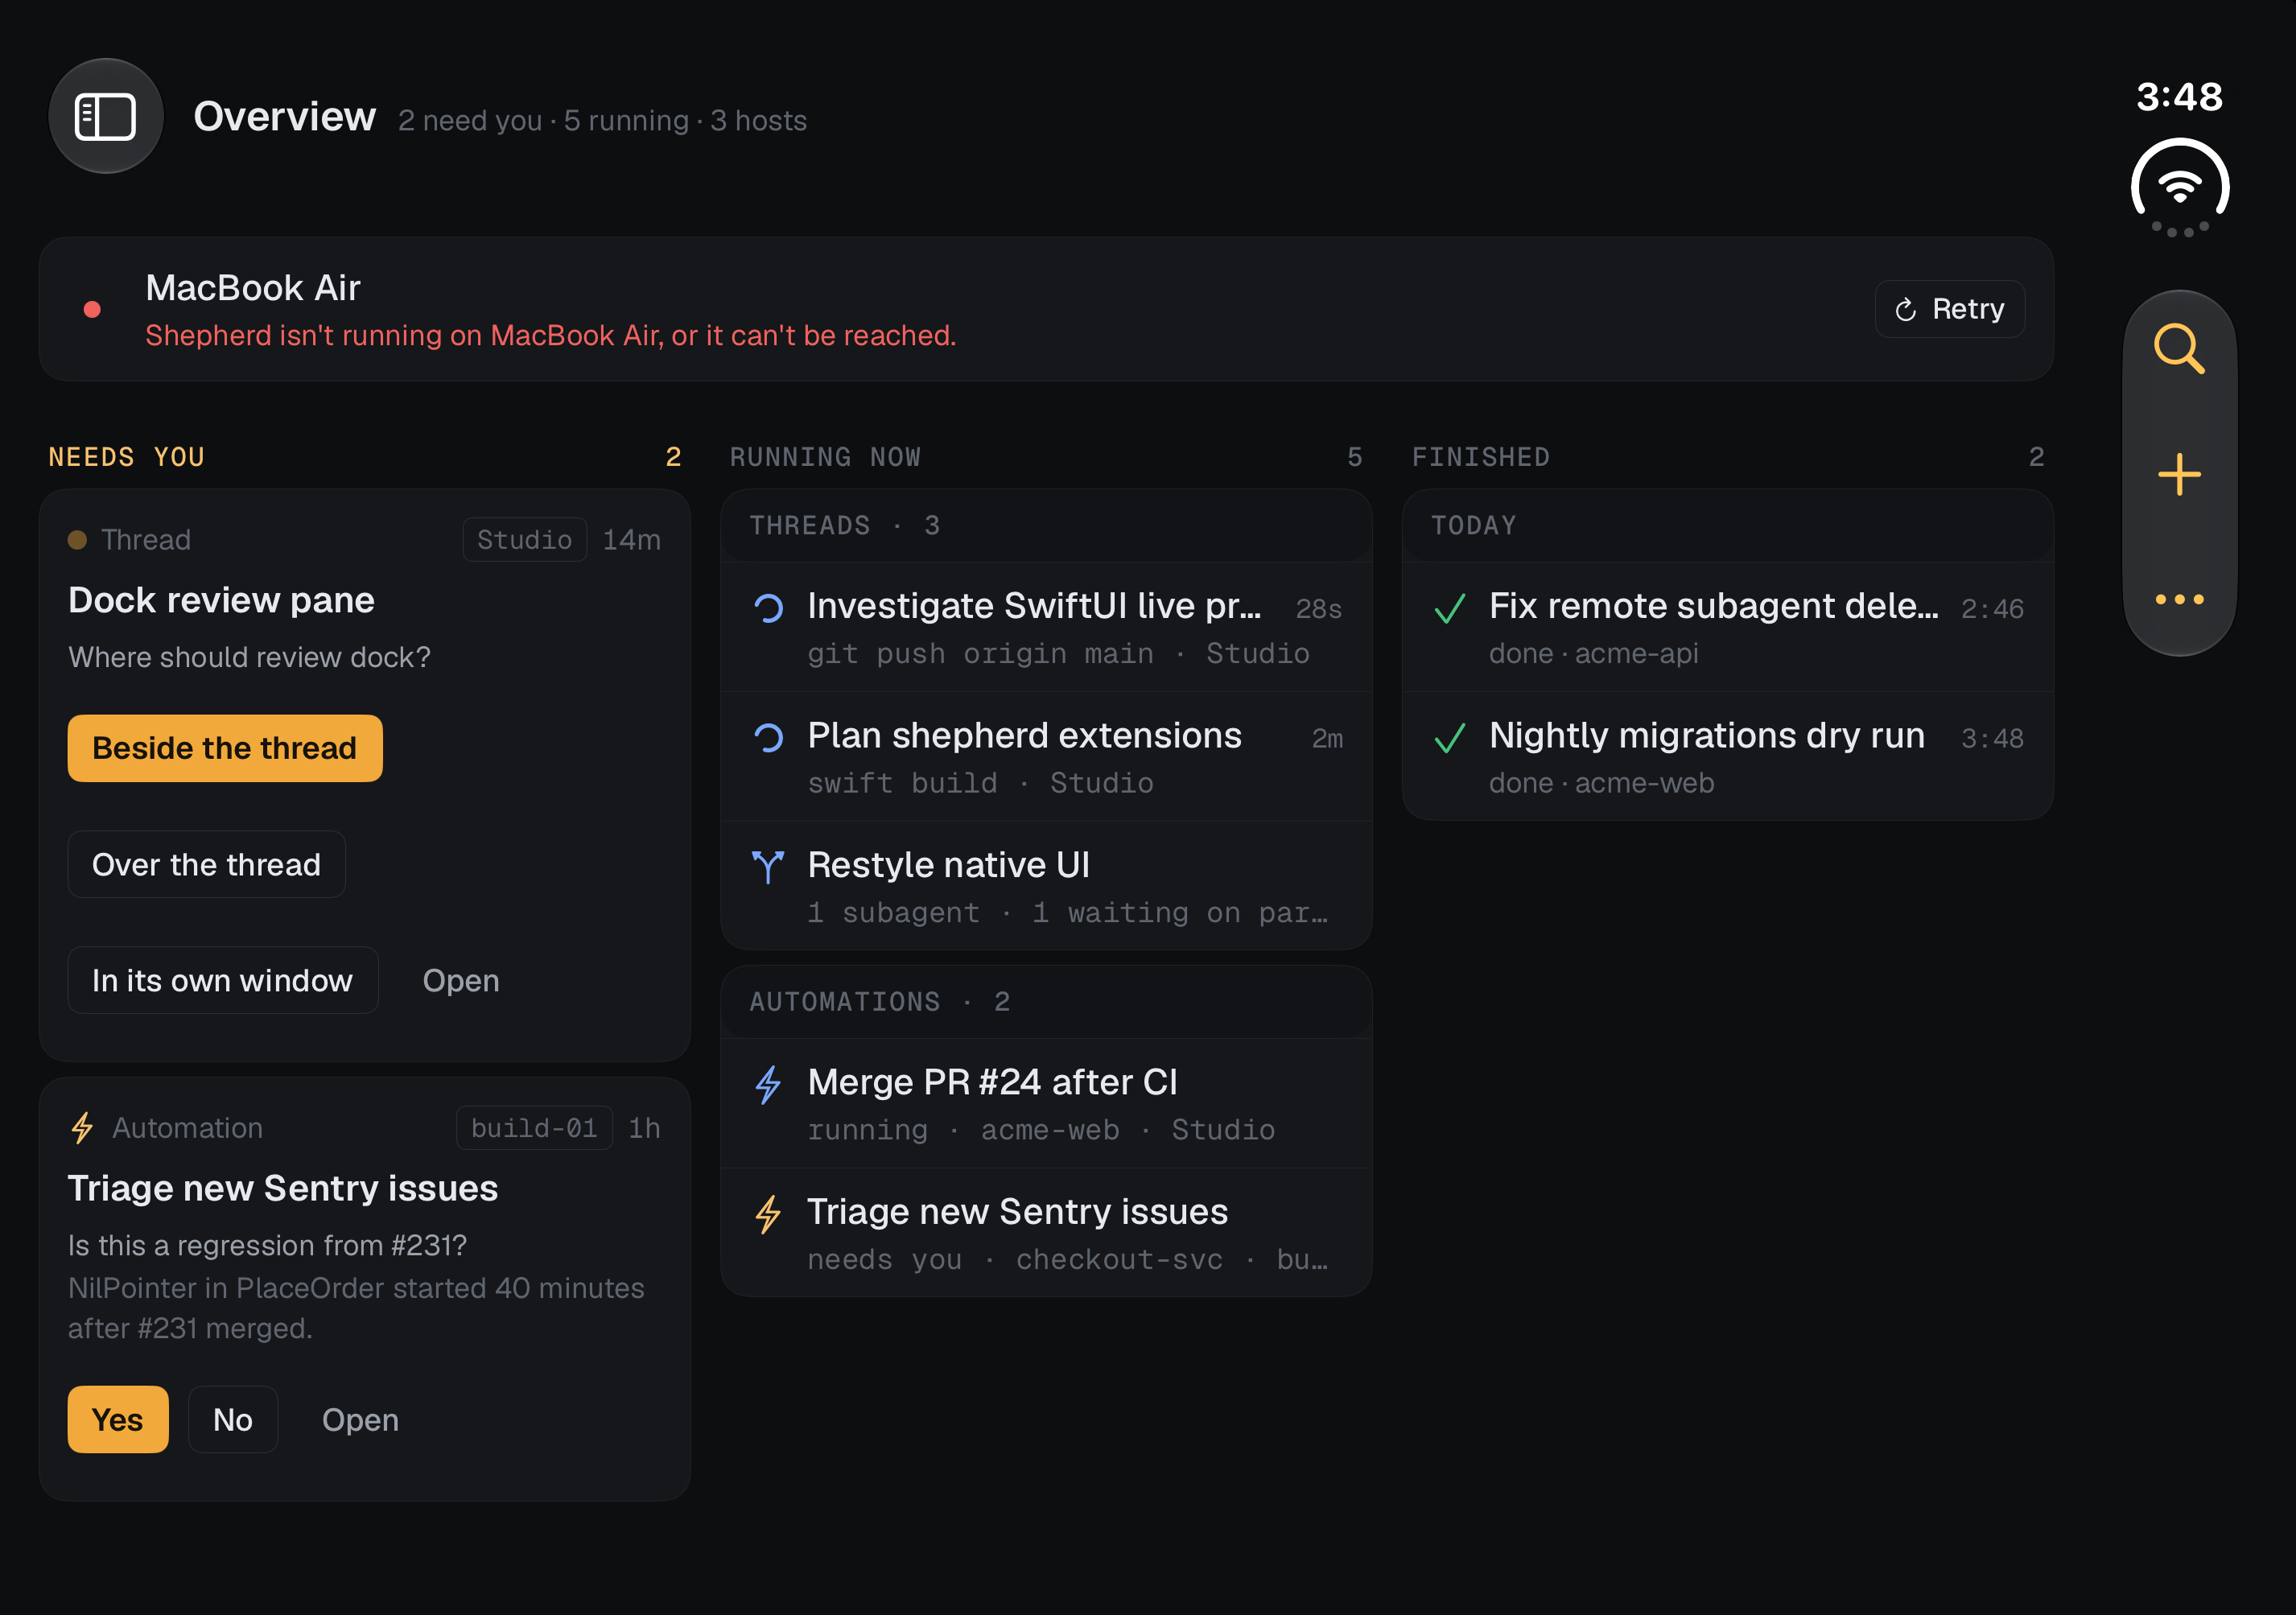 Overview 2 need you · 5 running · 3 hosts
3:48
MacBook Air
Shepherd isn't running on MacBook Air, or it can't be reached.
Retry
NEEDS YOU 2
Thread Studio 14m
Dock review pane
Where should review dock?
Beside the thread
Over the thread
In its own window Open
Automation build-01 1h
Triage new Sentry issues
Is this a regression from #231?
NilPointer in PlaceOrder started 40 minutes
after #231 merged.
Yes No Open
RUNNING NOW 5
THREADS · 3
Investigate SwiftUI live pr… 28s
git push origin main · Studio
Plan shepherd extensions 2m
swift build · Studio
Restyle native UI
1 subagent · 1 waiting on par…
AUTOMATIONS · 2
Merge PR #24 after CI
running · acme-web · Studio
Triage new Sentry issues
needs you · checkout-svc · bu…
FINISHED 2
TODAY
Fix remote subagent dele… 2:46
done · acme-api
Nightly migrations dry run 3:48
done · acme-web